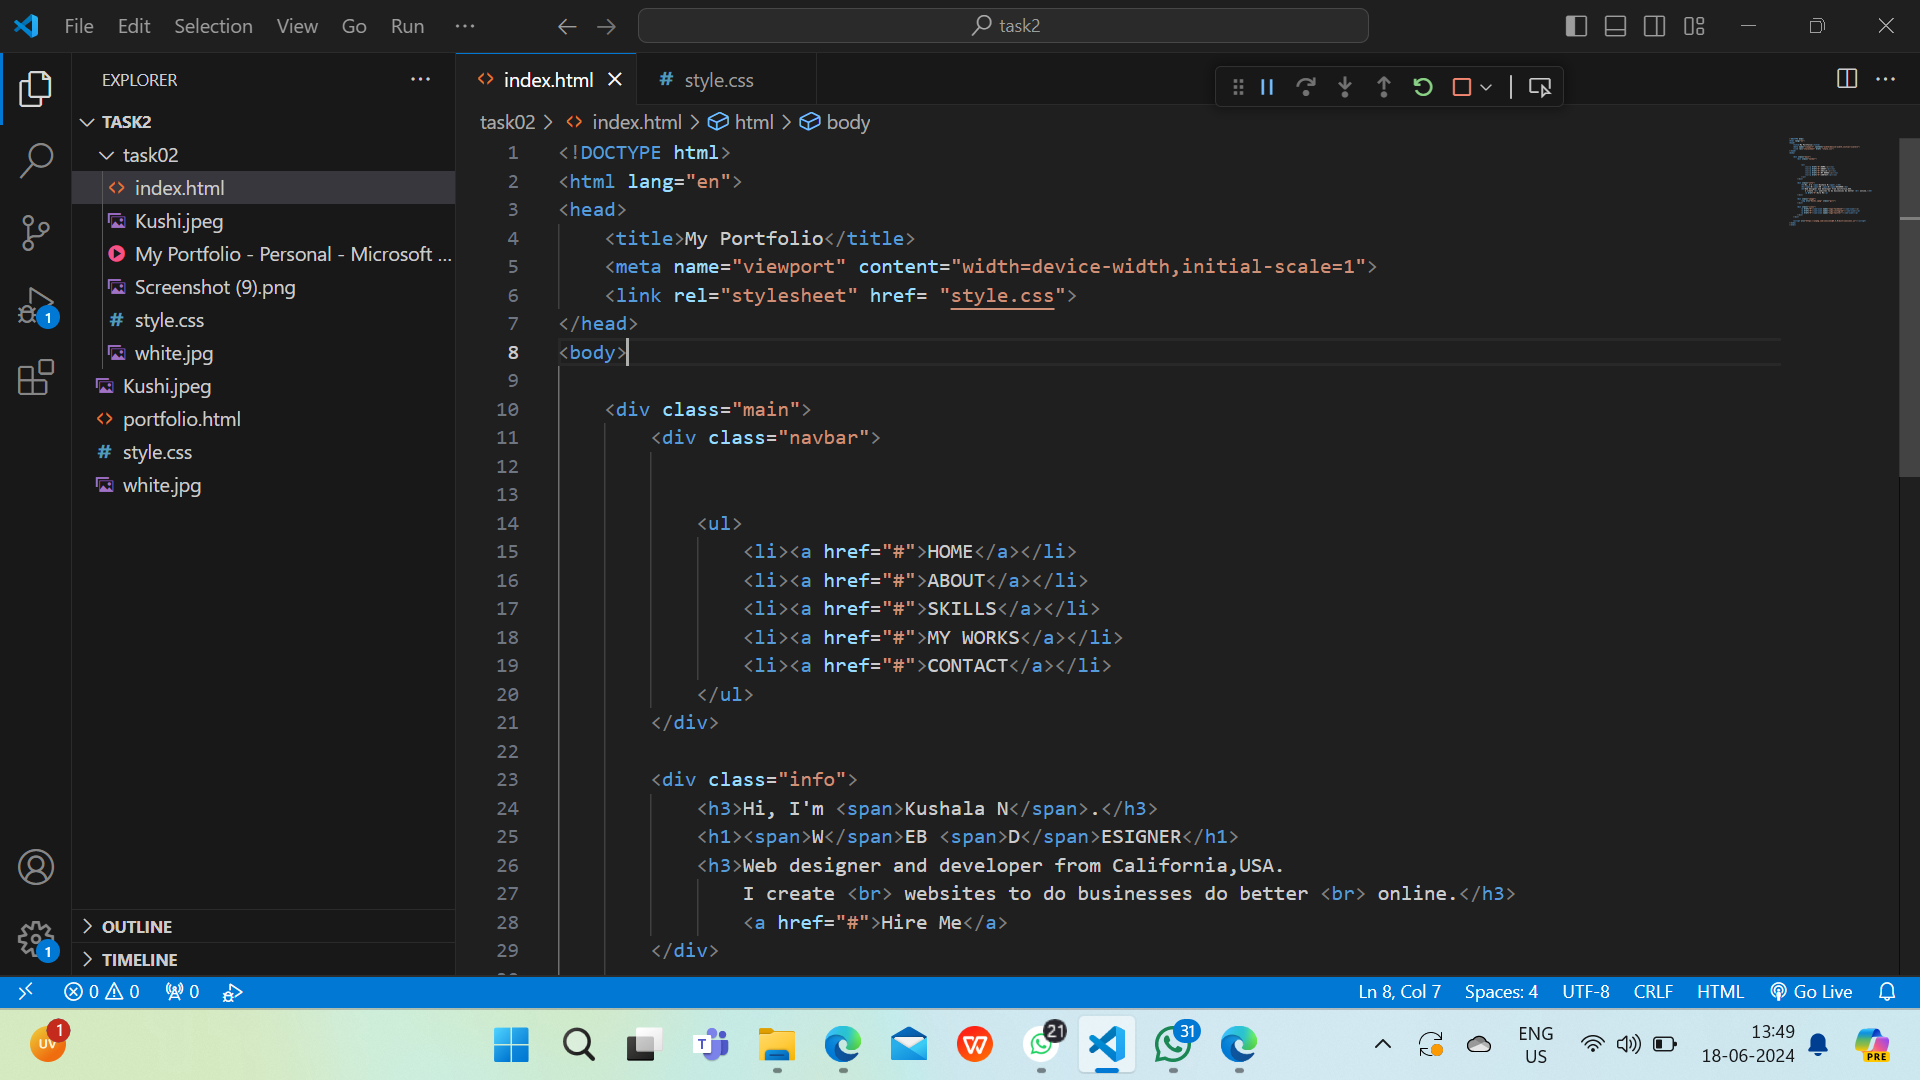 File Edit Selection View Go Run ··· task2
EXPLORER ···
TASK2
task02
index.html
Kushi.jpeg
My Portfolio - Personal - Microsoft ...
Screenshot (9).png
style.css
white.jpg
Kushi.jpeg
portfolio.html
style.css
white.jpg
OUTLINE
TIMELINE
1
1
index.html style.css
task02 > index.html > html > body
1 <!DOCTYPE html>
2 <html lang="en">
3 <head>
4 <title>My Portfolio</title>
5 <meta name="viewport" content="width=device-width,initial-scale=1">
6 <link rel="stylesheet" href= "style.css">
7 </head>
8 <body>
9
10 <div class="main">
11 <div class="navbar">
12
13
14 <ul>
15 <li><a href="#">HOME</a></li>
16 <li><a href="#">ABOUT</a></li>
17 <li><a href="#">SKILLS</a></li>
18 <li><a href="#">MY WORKS</a></li>
19 <li><a href="#">CONTACT</a></li>
20 </ul>
21 </div>
22
23 <div class="info">
24 <h3>Hi, I'm <span>Kushala N</span>.</h3>
25 <h1><span>W</span>EB <span>D</span>ESIGNER</h1>
26 <h3>Web designer and developer from California,USA.
27 I create <br> websites to do businesses do better <br> online.</h3>
28 <a href="#">Hire Me</a>
29 </div>
0 0 0 Ln 8, Col 7 Spaces: 4 UTF-8 CRLF HTML Go Live
UV 1 T W 21 31 ENG US 13:49 18-06-2024 PRE